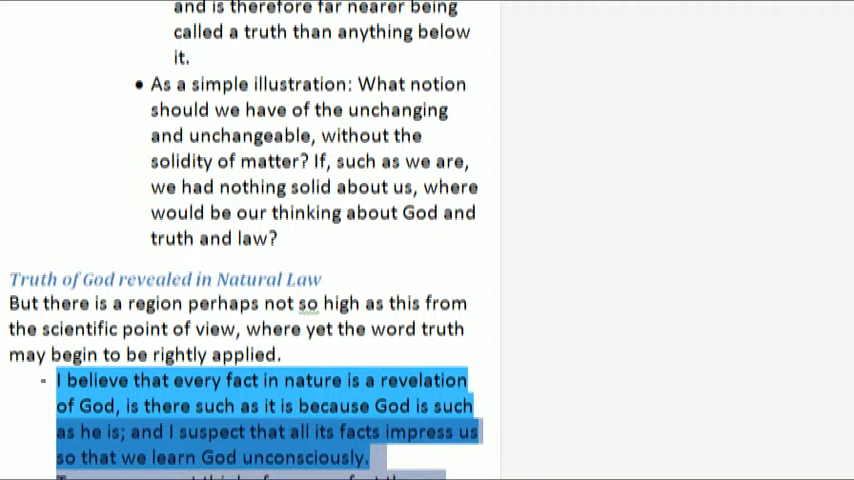 and is therefore far nearer being
called a truth than anything below
it.
• As a simple illustration: What notion
should we have of the unchanging
and unchangeable, without the
solidity of matter? If, such as we are,
we had nothing solid about us, where
would be our thinking about God and
truth and law?
Truth of God revealed in Natural Law
But there is a region perhaps not so high as this from
the scientific point of view, where yet the word truth
may begin to be rightly applied.
- I believe that every fact in nature is a revelation
of God, is there such as it is because God is such
as he is; and I suspect that all its facts impress us
so that we learn God unconsciously.